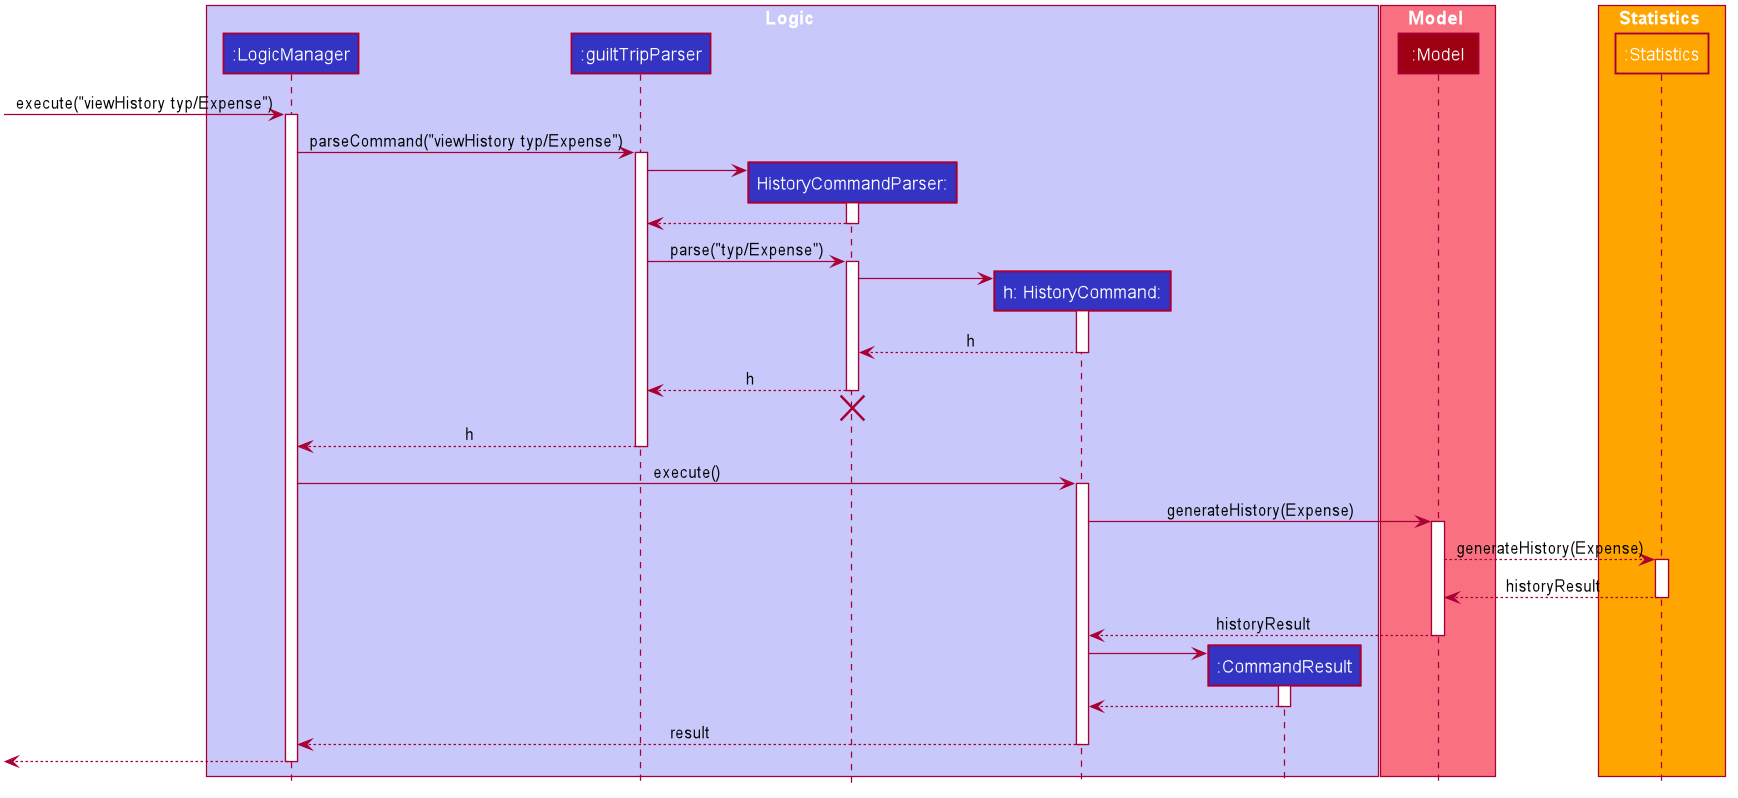 Logic
Model
Statistics
:LogicManager
:guiltTripParser
:Model
:Statistics
execute("viewHistory typ/Expense")
parseCommand("viewHistory typ/Expense")
HistoryCommandParser:
parse("typ/Expense")
h: HistoryCommand:
h
h
h
execute()
generateHistory(Expense)
generateHistory(Expense)
historyResult
historyResult
:CommandResult
result